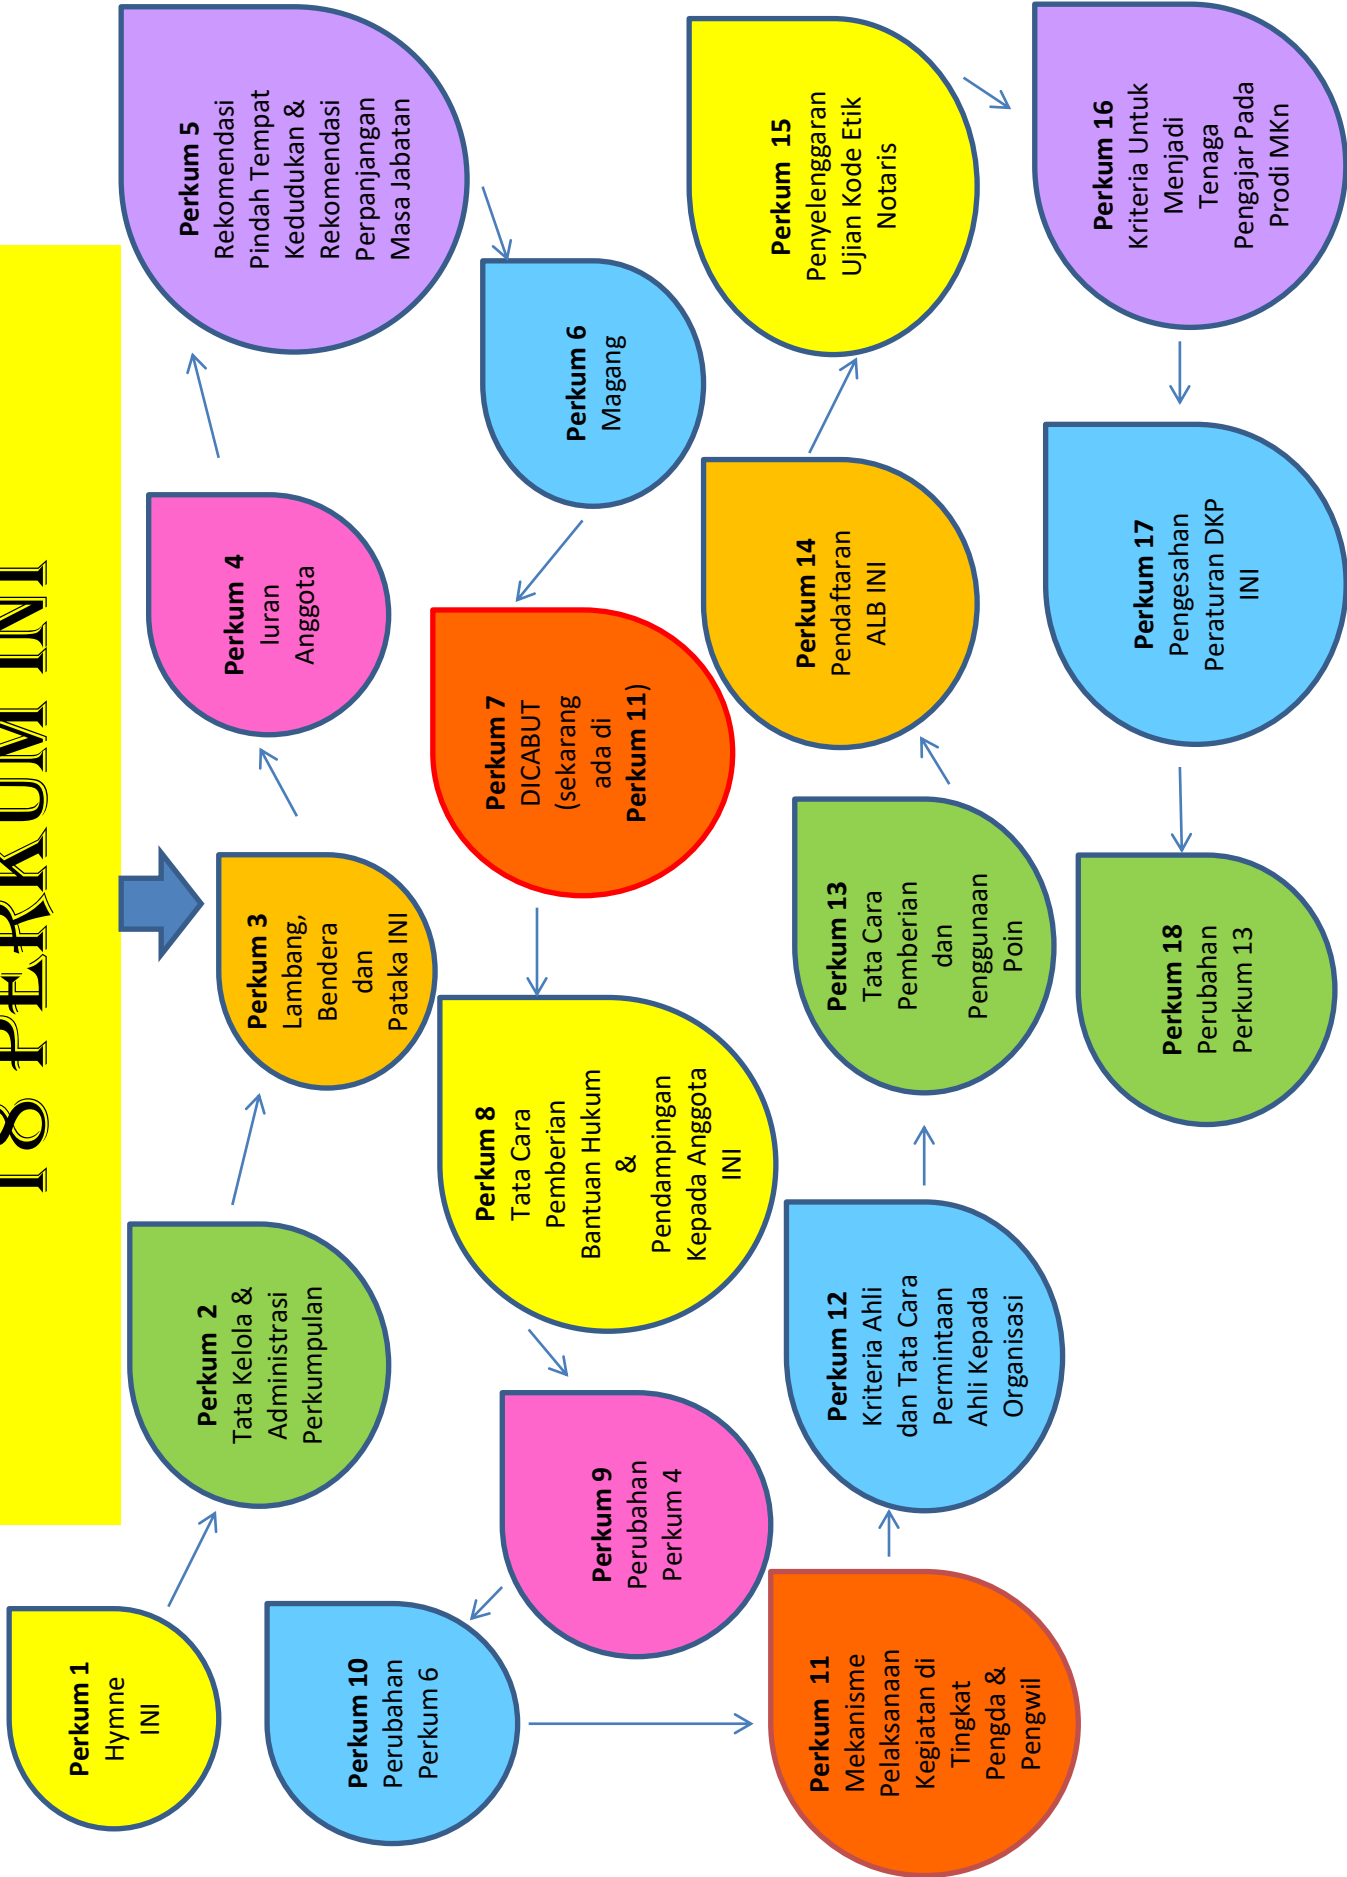 18 PERKUM INI
Perkum 1
Hymne
INI
Perkum 2
Tata Kelola &
Administrasi
Perkumpulan
Perkum 3
Lambang,
Bendera
dan
Pataka INI
Perkum 4
Iuran
Anggota
Perkum 5
Rekomendasi
Pindah Tempat
Kedudukan &
Rekomendasi
Perpanjangan
Masa Jabatan
Perkum 6
Magang
Perkum 7
DICABUT
(sekarang
ada di
Perkum 11)
Perkum 8
Tata Cara
Pemberian
Bantuan Hukum
&
Pendampingan
Kepada Anggota
INI
Perkum 9
Perubahan
Perkum 4
Perkum 10
Perubahan
Perkum 6
Perkum 11
Mekanisme
Pelaksanaan
Kegiatan di
Tingkat
Pengda &
Pengwil
Perkum 12
Kriteria Ahli
dan Tata Cara
Permintaan
Ahli Kepada
Organisasi
Perkum 13
Tata Cara
Pemberian
dan
Penggunaan
Poin
Perkum 14
Pendaftaran
ALB INI
Perkum 15
Penyelenggaran
Ujian Kode Etik
Notaris
Perkum 16
Kriteria Untuk
Menjadi
Tenaga
Pengajar Pada
Prodi MKn
Perkum 17
Pengesahan
Peraturan DKP
INI
Perkum 18
Perubahan
Perkum 13